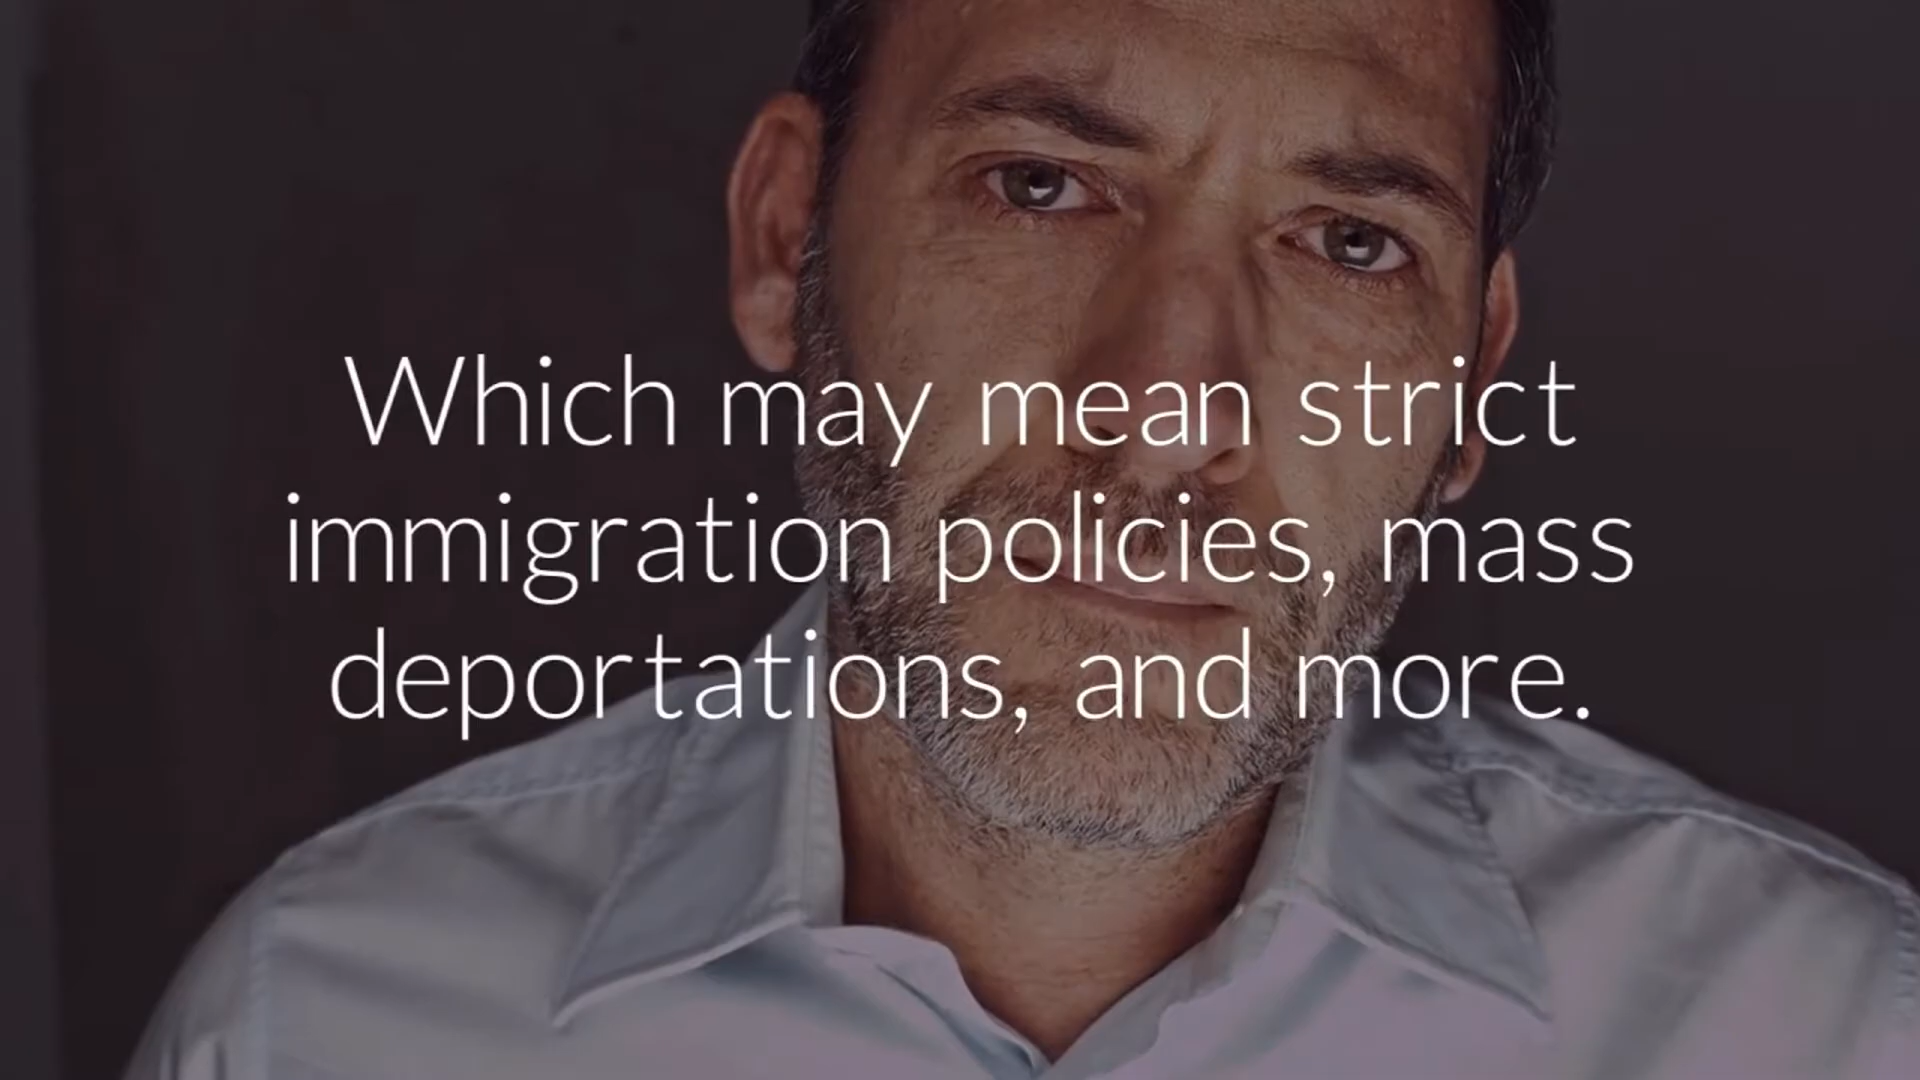 Which may mean strict
immigration policies, mass
deportations, and more.